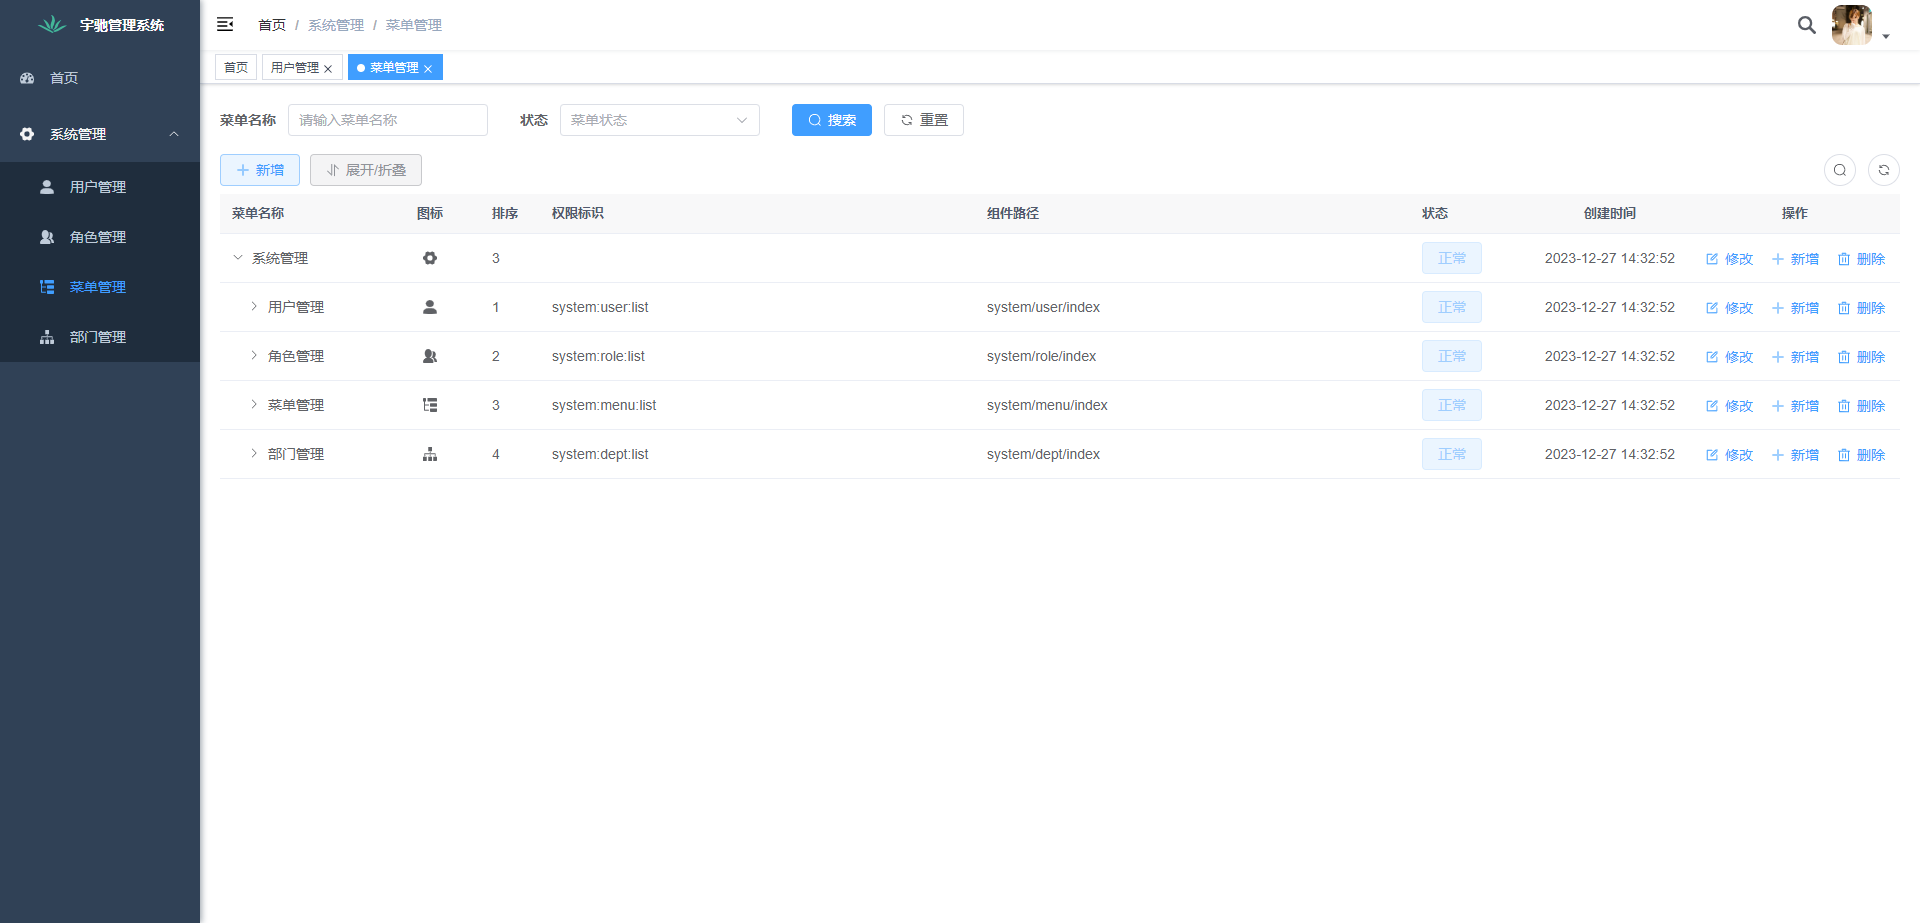 宇驰管理系统
首页 / 系统管理 / 菜单管理
首页
用户管理
菜单管理
首页
系统管理
用户管理
角色管理
菜单管理
部门管理
菜单名称 请输入菜单名称 状态 菜单状态 搜索 重置
新增 展开/折叠
菜单名称 图标 排序 权限标识 组件路径 状态 创建时间 操作
系统管理 3 正常 2023-12-27 14:32:52 修改 新增 删除
用户管理 1 system:user:list system/user/index 正常 2023-12-27 14:32:52 修改 新增 删除
角色管理 2 system:role:list system/role/index 正常 2023-12-27 14:32:52 修改 新增 删除
菜单管理 3 system:menu:list system/menu/index 正常 2023-12-27 14:32:52 修改 新增 删除
部门管理 4 system:dept:list system/dept/index 正常 2023-12-27 14:32:52 修改 新增 删除